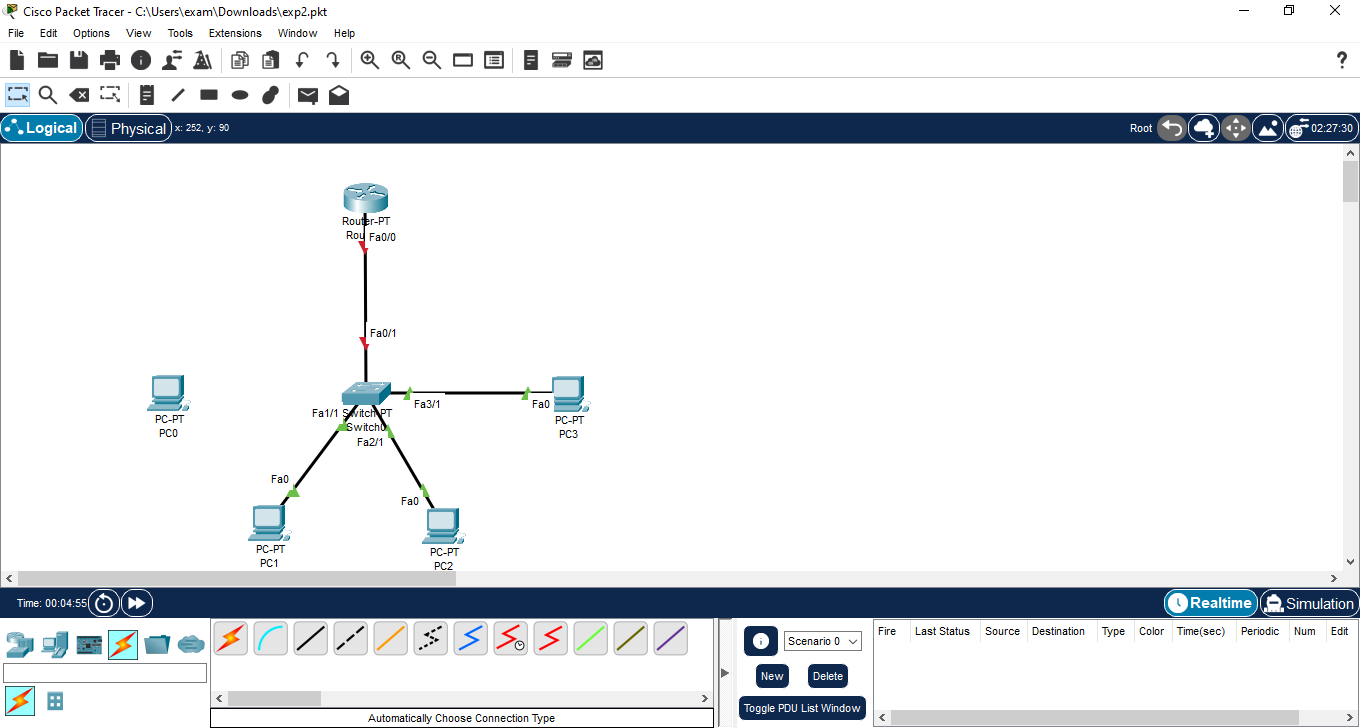 Cisco Packet Tracer - C:\Users\exam\Downloads\exp2.pkt
File Edit Options View Tools Extensions Window Help
Logical Physical x: 252, y: 90 Root 02:27:30
Router-PT
Rou
Fa0/0
Fa0/1
PC-PT
PC0
Fa1/1 Switch-PT
Switch0
Fa2/1
Fa3/1
Fa0
PC-PT
PC3
Fa0
PC-PT
PC1
Fa0
PC-PT
PC2
Time: 00:04:55 Realtime Simulation
Scenario 0
New Delete
Toggle PDU List Window
Fire Last Status Source Destination Type Color Time(sec) Periodic Num Edit
Automatically Choose Connection Type